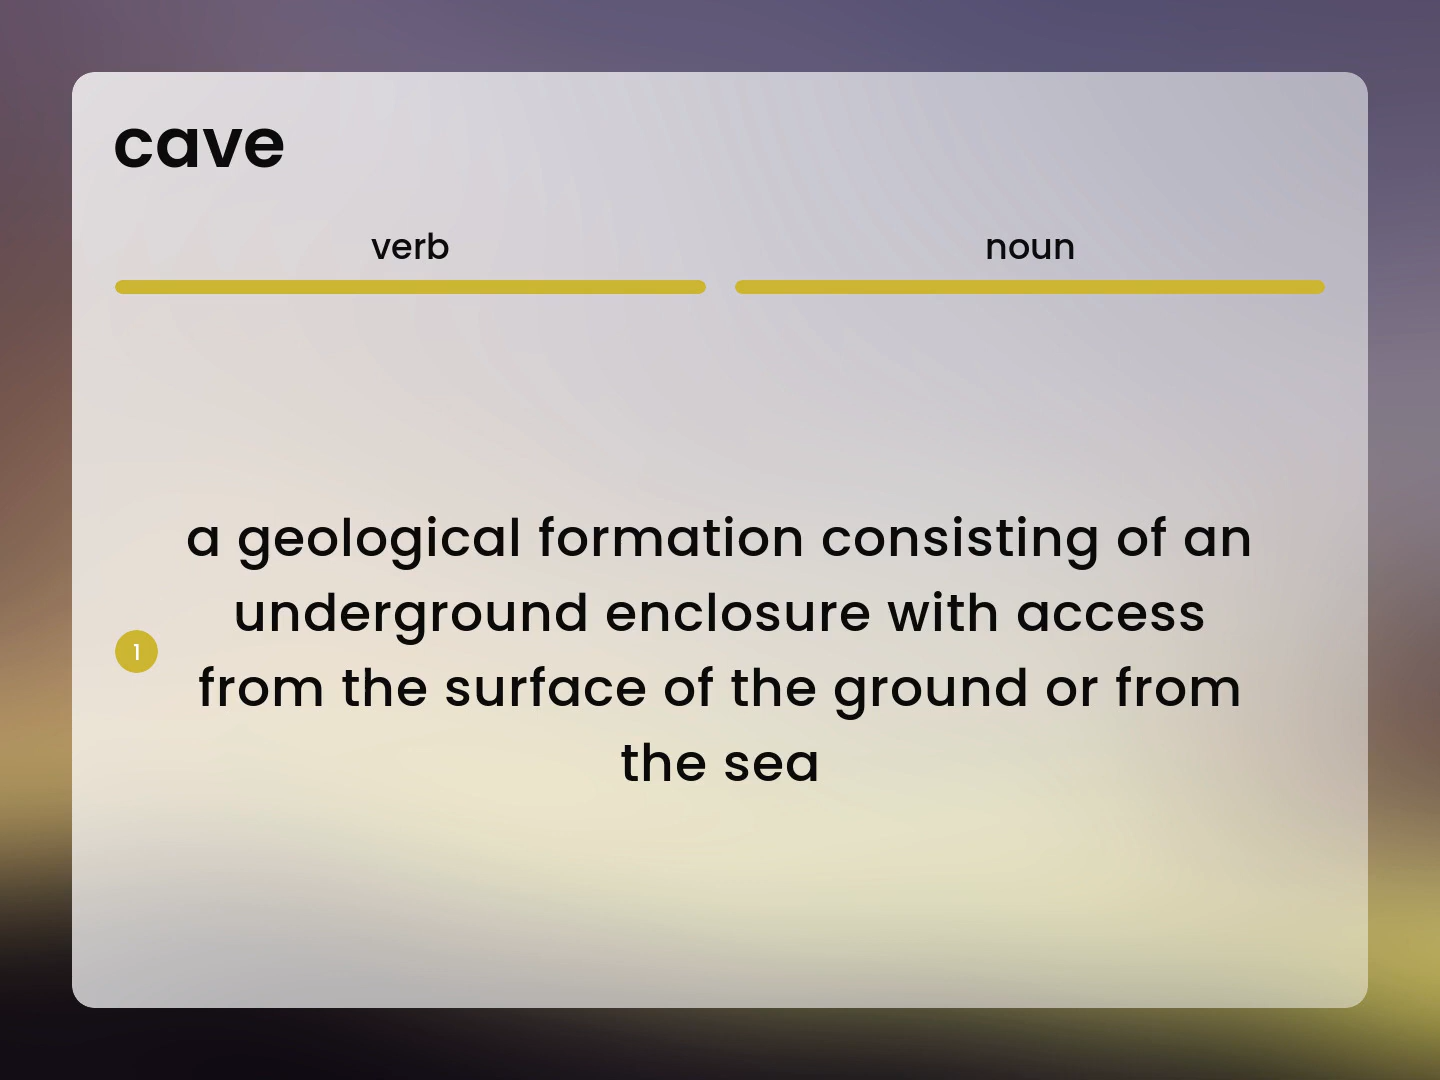 cave
verb
noun
a geological formation consisting of an
underground enclosure with access
1
from the surface of the ground or from
the sea